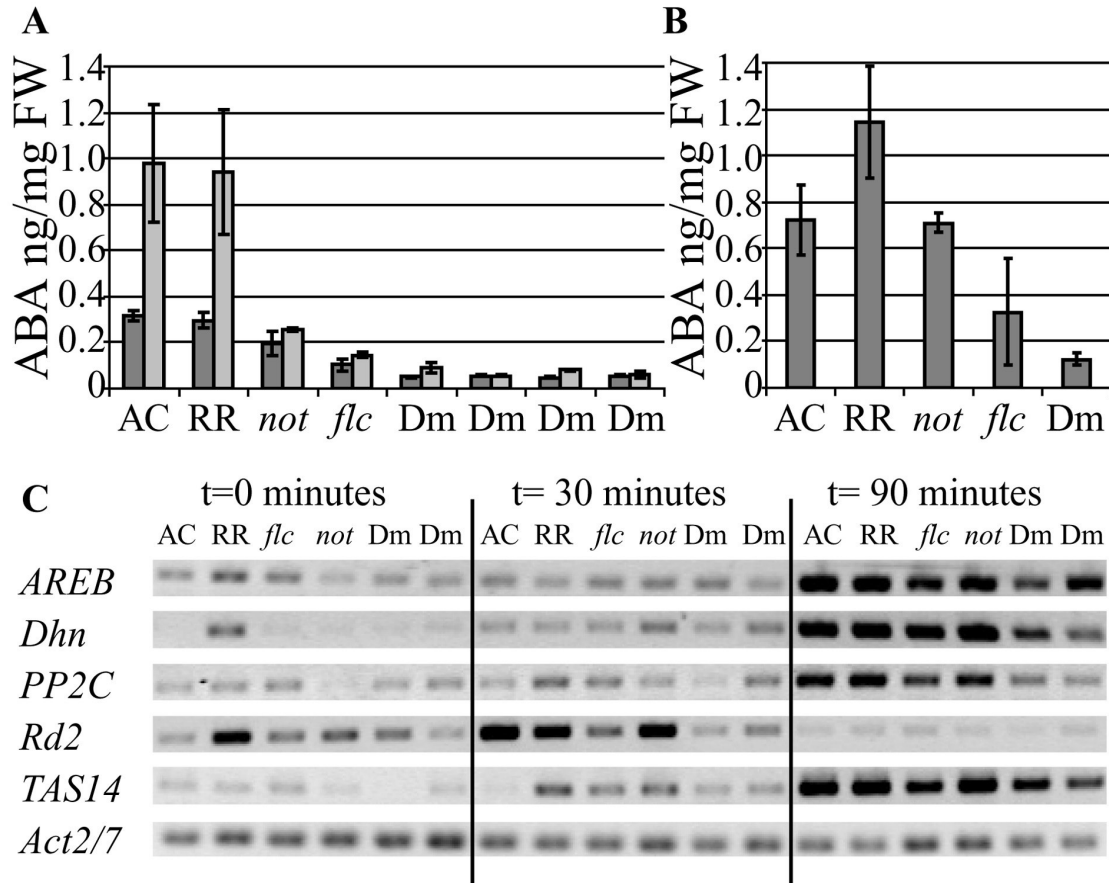 A
B
ABA ng/mg FW
1.4
1.2
1.0
0.8
0.6
0.4
0.2
0
AC RR not flc Dm Dm Dm Dm
ABA ng/mg FW
1.4
1.2
1.0
0.8
0.6
0.4
0.2
0
AC RR not flc Dm
C
t=0 minutes t= 30 minutes t= 90 minutes
AC RR flc not Dm Dm AC RR flc not Dm Dm AC RR flc not Dm Dm
AREB
Dhn
PP2C
Rd2
TAS14
Act2/7